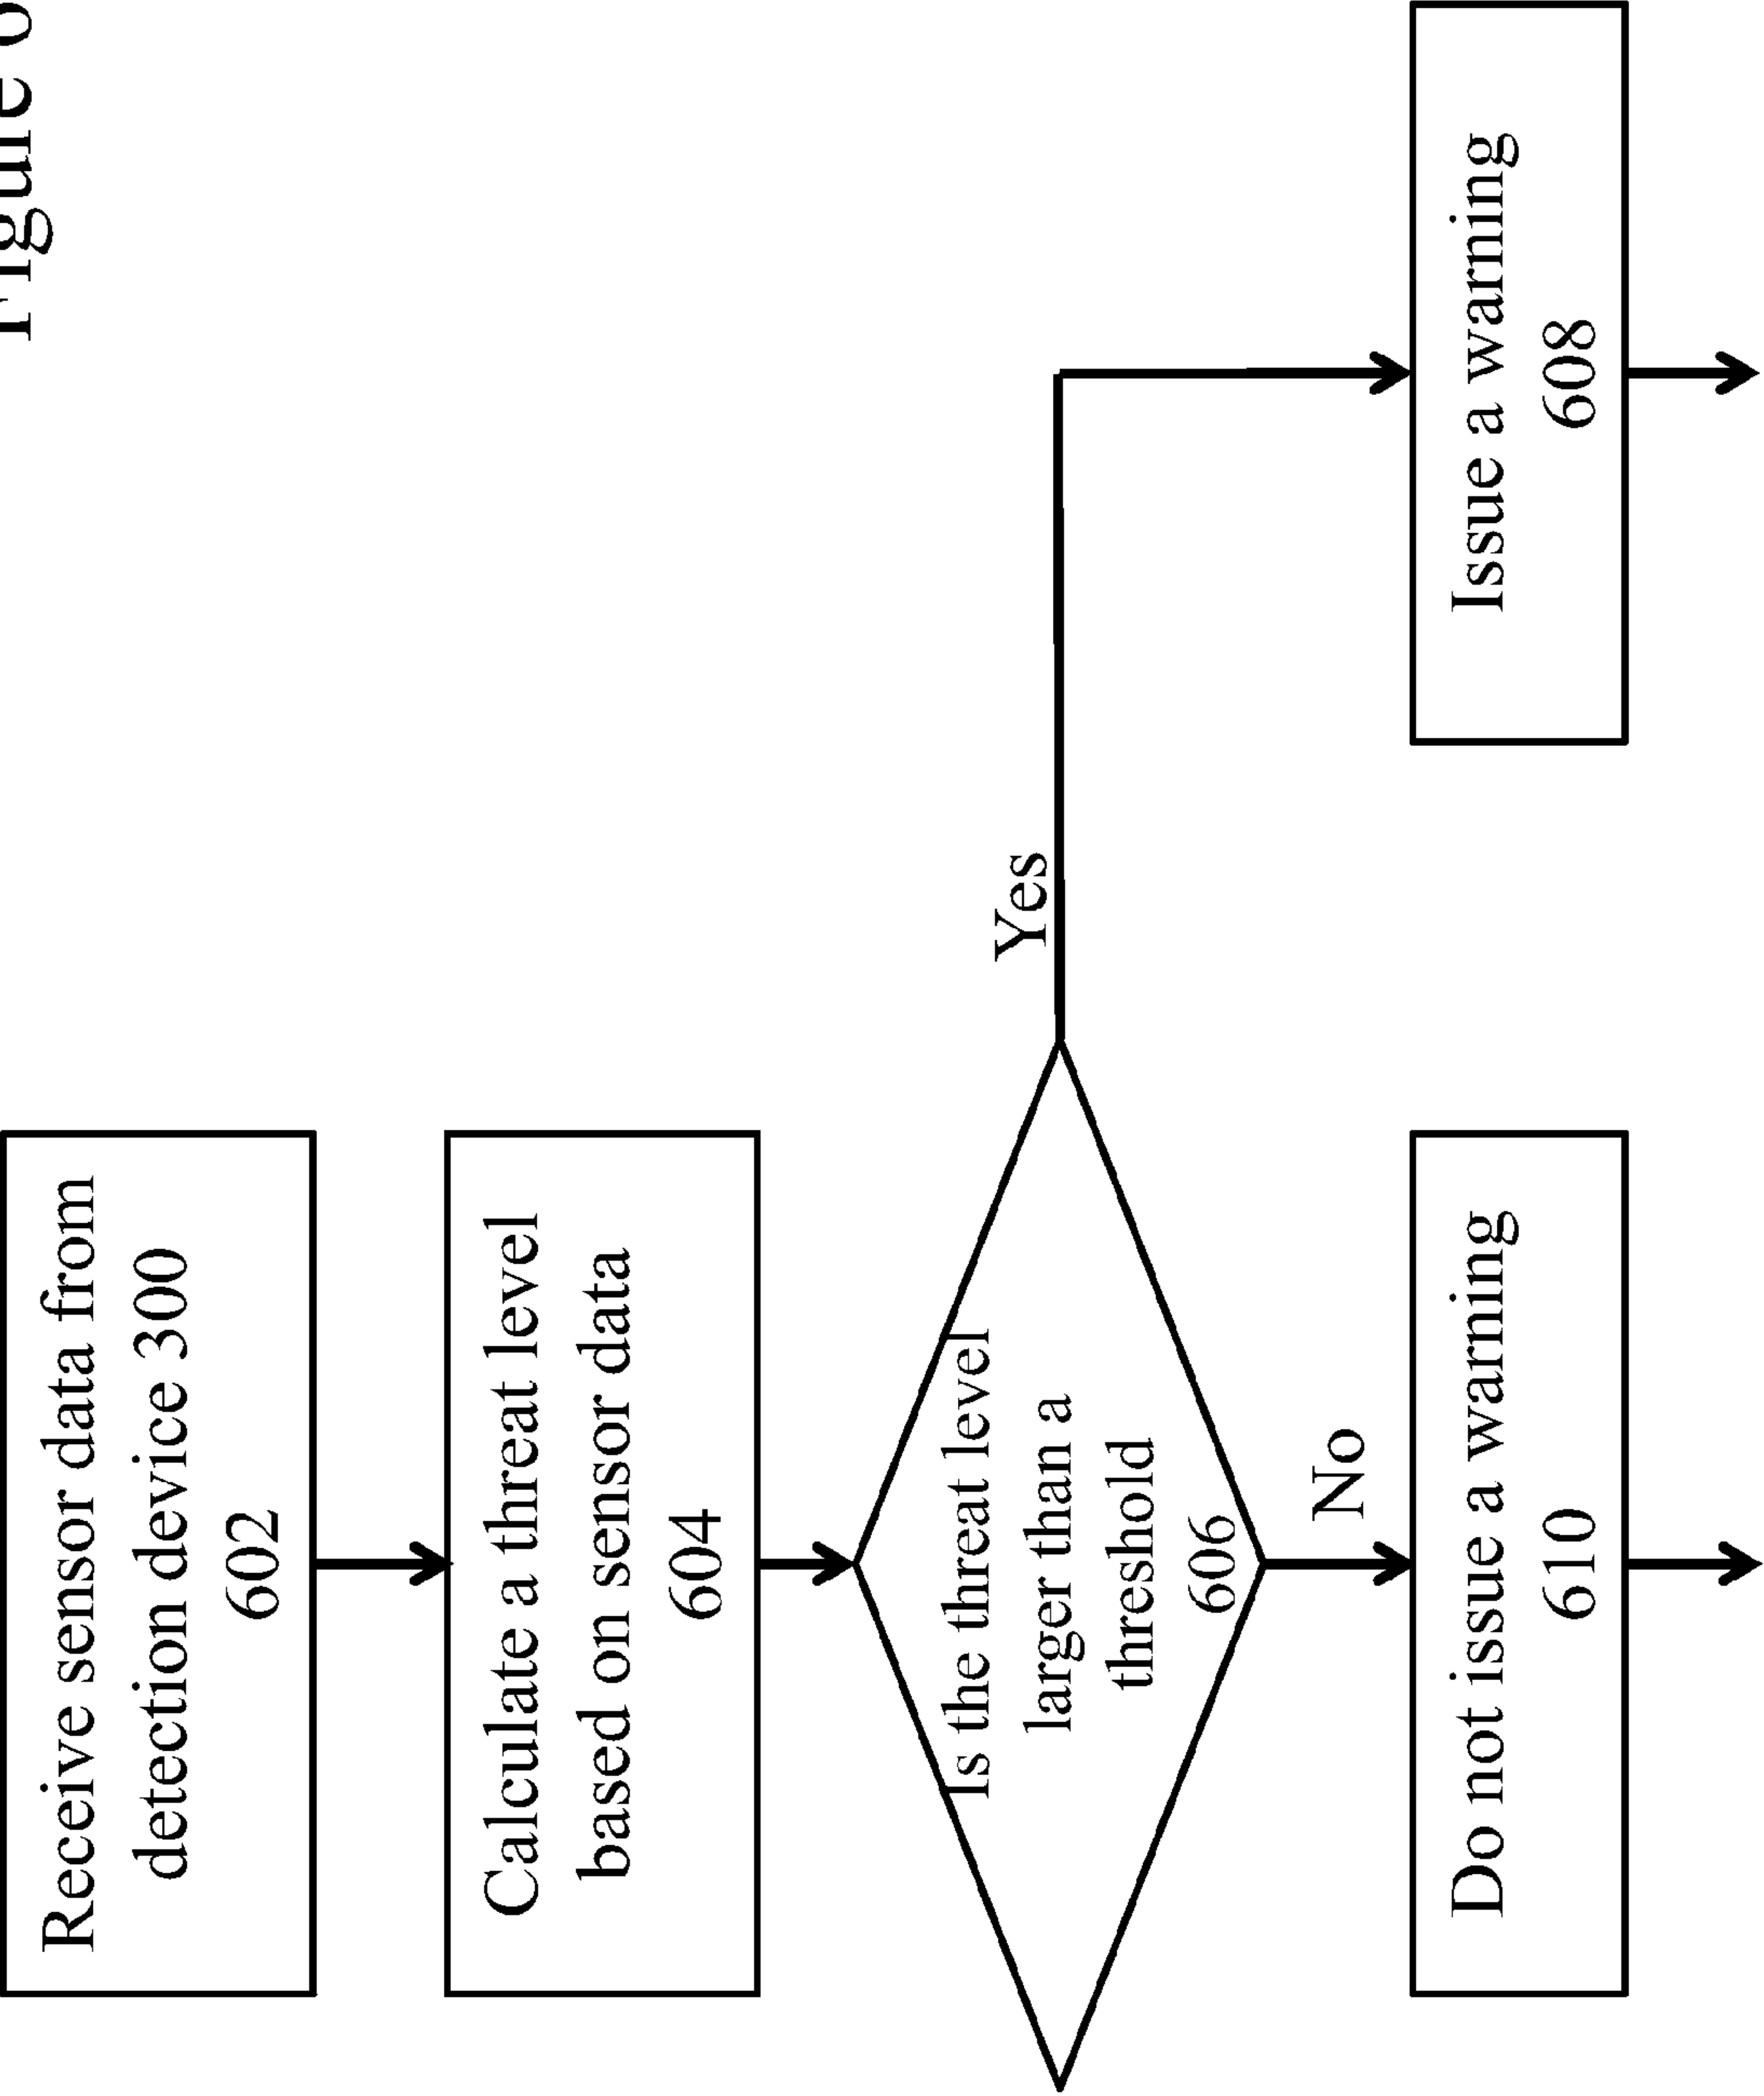 Figure 6
Receive sensor data from
detection device 300
602
Calculate a threat level
based on sensor data
604
Is the threat level
larger than a
threshold
606
Yes
No
Issue a warning
608
Do not issue a warning
610